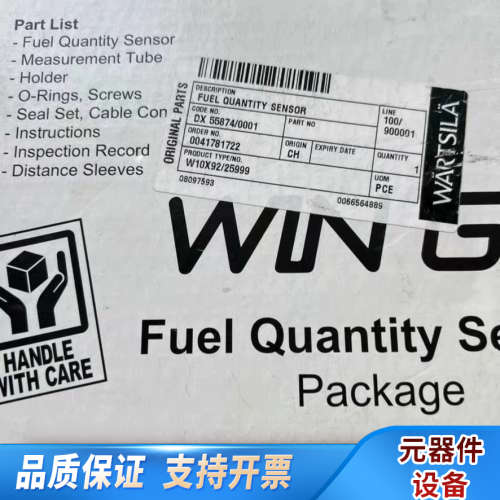 Part List
- Fuel Quantity Sensor
- Measurement Tube
- Holder
- O-Rings, Screws
- Seal Set, Cable Con
- Instructions
- Inspection Record
- Distance Sleeves
ORIGINAL PARTS
DESCRIPTION
FUEL QUANTITY SENSOR
CODE NO.
DX 55874/0001
PART NO
LINE
100/
900001
ORDER NO.
0041781722
ORIGIN
CH
EXPIRY DATE
QUANTITY
1
PRODUCT TYPE/NO.
W10X92/25999
UOM
PCE
08097593
0066564889
WÄRTSILÄ
WIN G
Fuel Quantity Se
Package
HANDLE
WITH CARE
品质保证 支持开票
元器件
设备